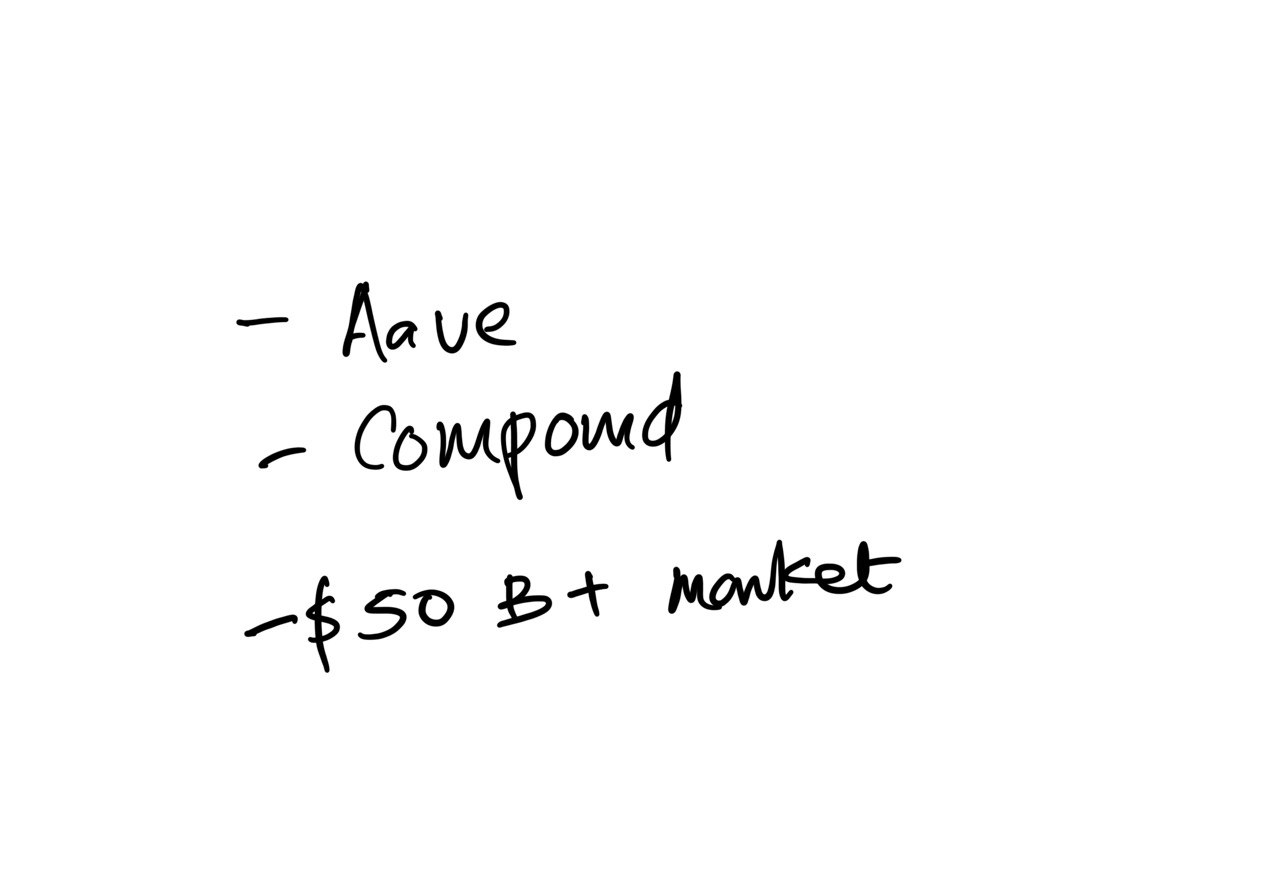 - Aave
- Compound
- $50 B+ market